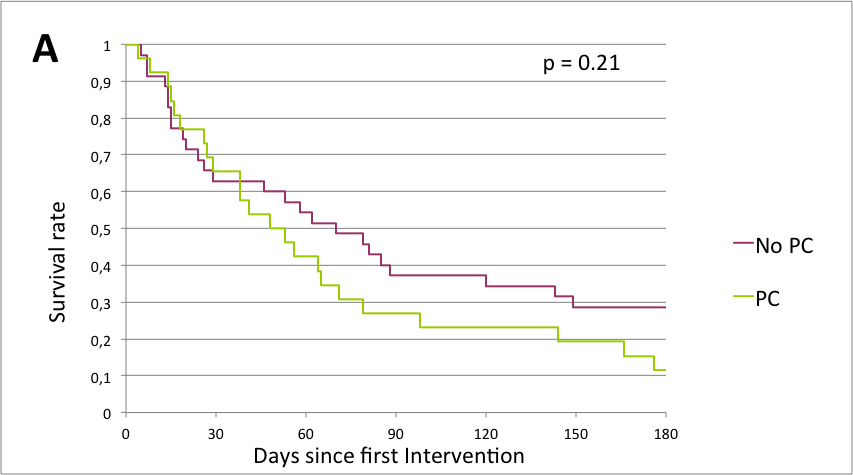 A
p = 0.21
1
0,9
0,8
0,7
0,6
0,5
0,4
0,3
0,2
0,1
0
Survival rate
0 30 60 90 120 150 180
Days since first Intervention
No PC
PC